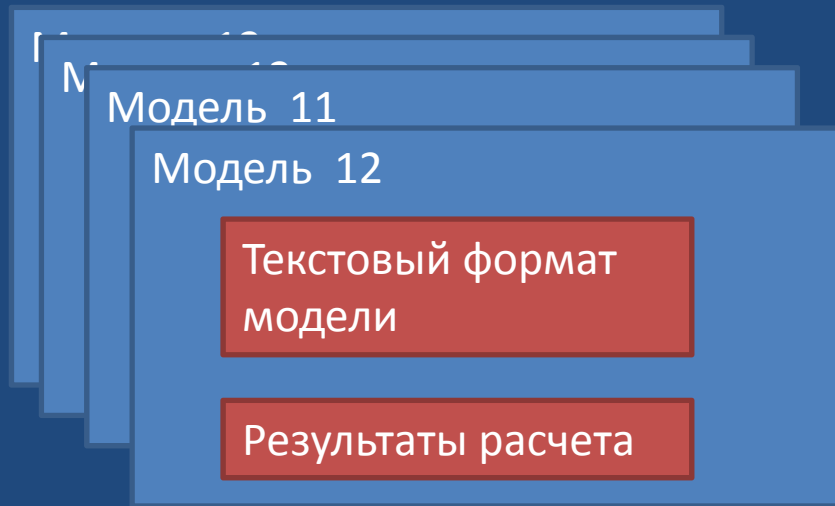 Модель 11
Модель 12
Текстовый формат
модели
Результаты расчета